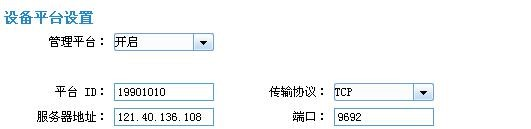 设备平台设置
管理平台： 开启
平台 ID： 19901010 传输协议： TCP
服务器地址： 121.40.136.108 端口： 9692